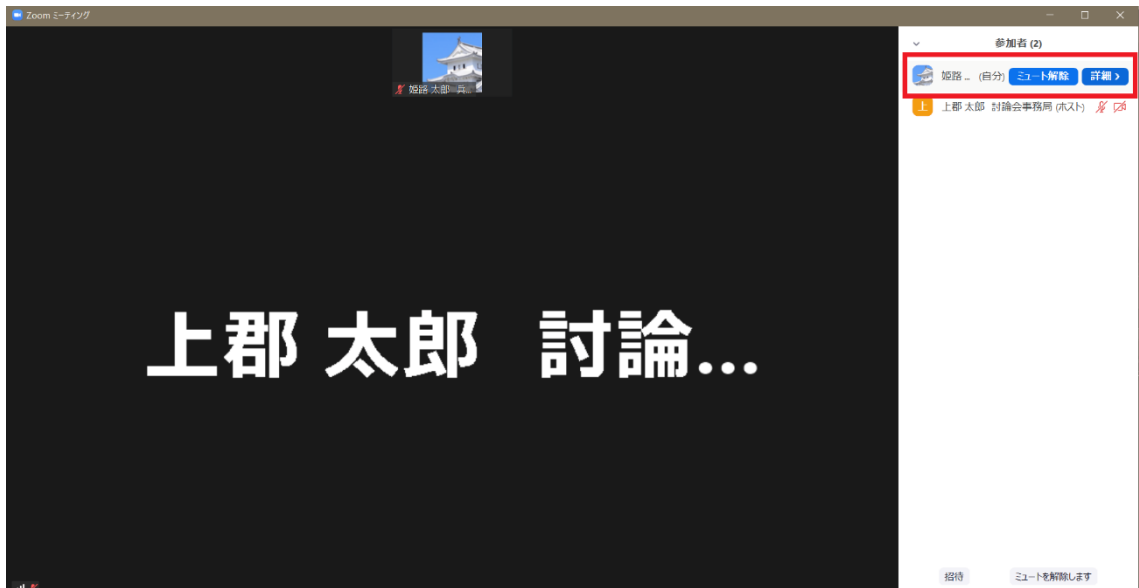 Zoom ミーティング
姫路 太郎 兵...
上郡 太郎 討論...
参加者 (2)
姫路 ... (自分) ミュート解除 詳細 >
上 上郡 太郎 討論会事務局 (ホスト)
招待 ミュートを解除します